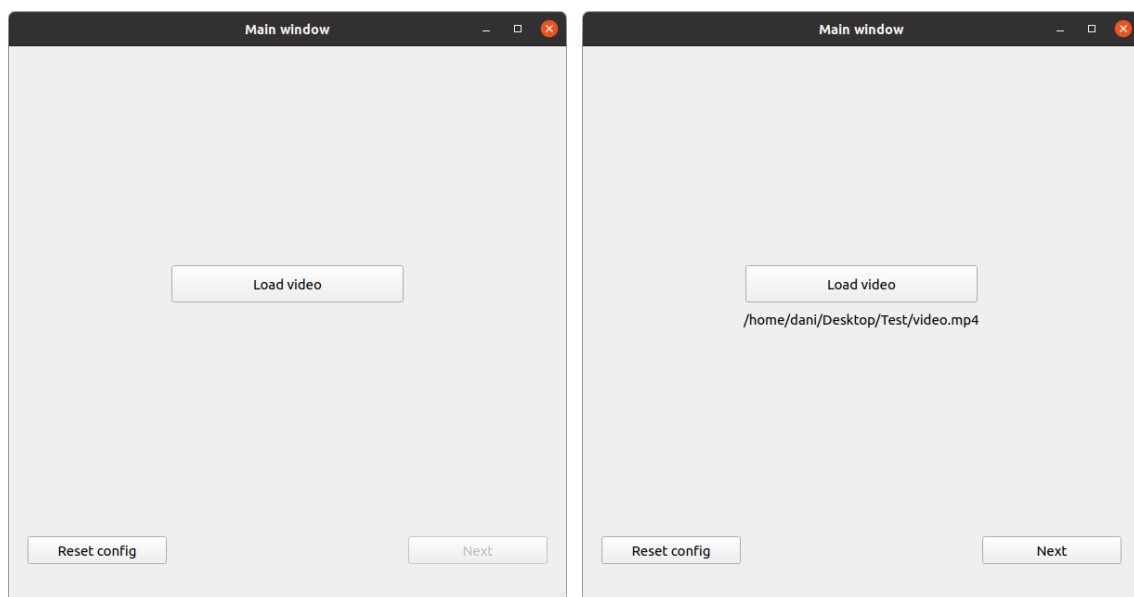 Main window
Load video
Reset config
Next
Main window
Load video
/home/dani/Desktop/Test/video.mp4
Reset config
Next